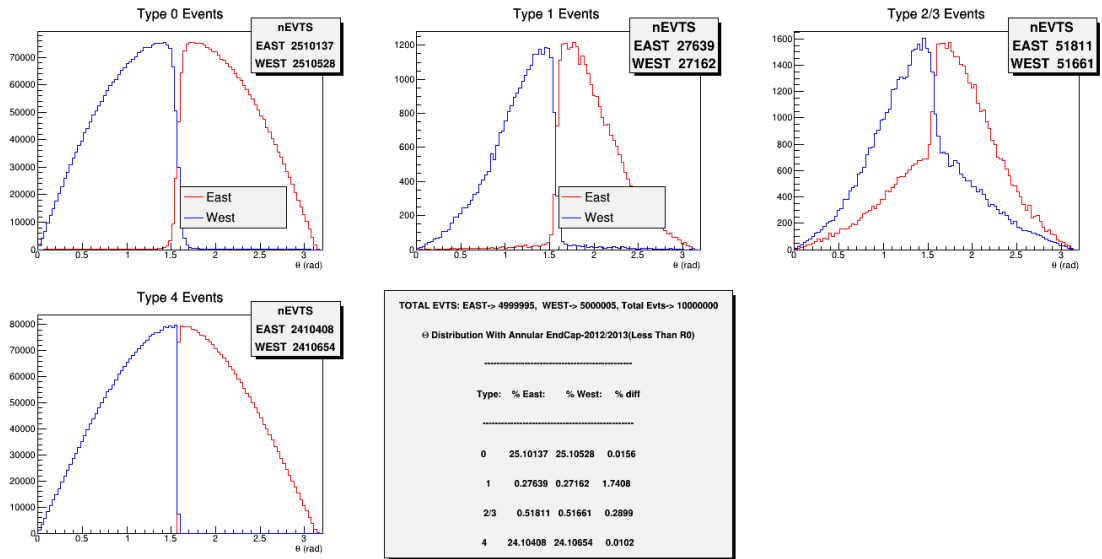 Type 0 Events
nEVTS
EAST 2510137
WEST 2510528
70000
60000
50000
40000
30000
20000
10000
0
East
West
0 0.5 1 1.5 2 2.5 3
θ (rad)
Type 1 Events
nEVTS
EAST 27639
WEST 27162
1200
1000
800
600
400
200
0
East
West
0 0.5 1 1.5 2 2.5 3
θ (rad)
Type 2/3 Events
nEVTS
EAST 51811
WEST 51661
1600
1400
1200
1000
800
600
400
200
0
0 0.5 1 1.5 2 2.5 3
θ (rad)
Type 4 Events
nEVTS
EAST 2410408
WEST 2410654
80000
70000
60000
50000
40000
30000
20000
10000
0
0 0.5 1 1.5 2 2.5 3
θ (rad)
TOTAL EVTS: EAST-> 4999995, WEST-> 5000005, Total Evts-> 10000000
Θ Distribution With Annular EndCap-2012/2013(Less Than R0)
------------------------------------------------
Type: % East: % West: % diff
-------------------------------------------------
0 25.10137 25.10528 0.0156
1 0.27639 0.27162 1.7408
2/3 0.51811 0.51661 0.2899
4 24.10408 24.10654 0.0102